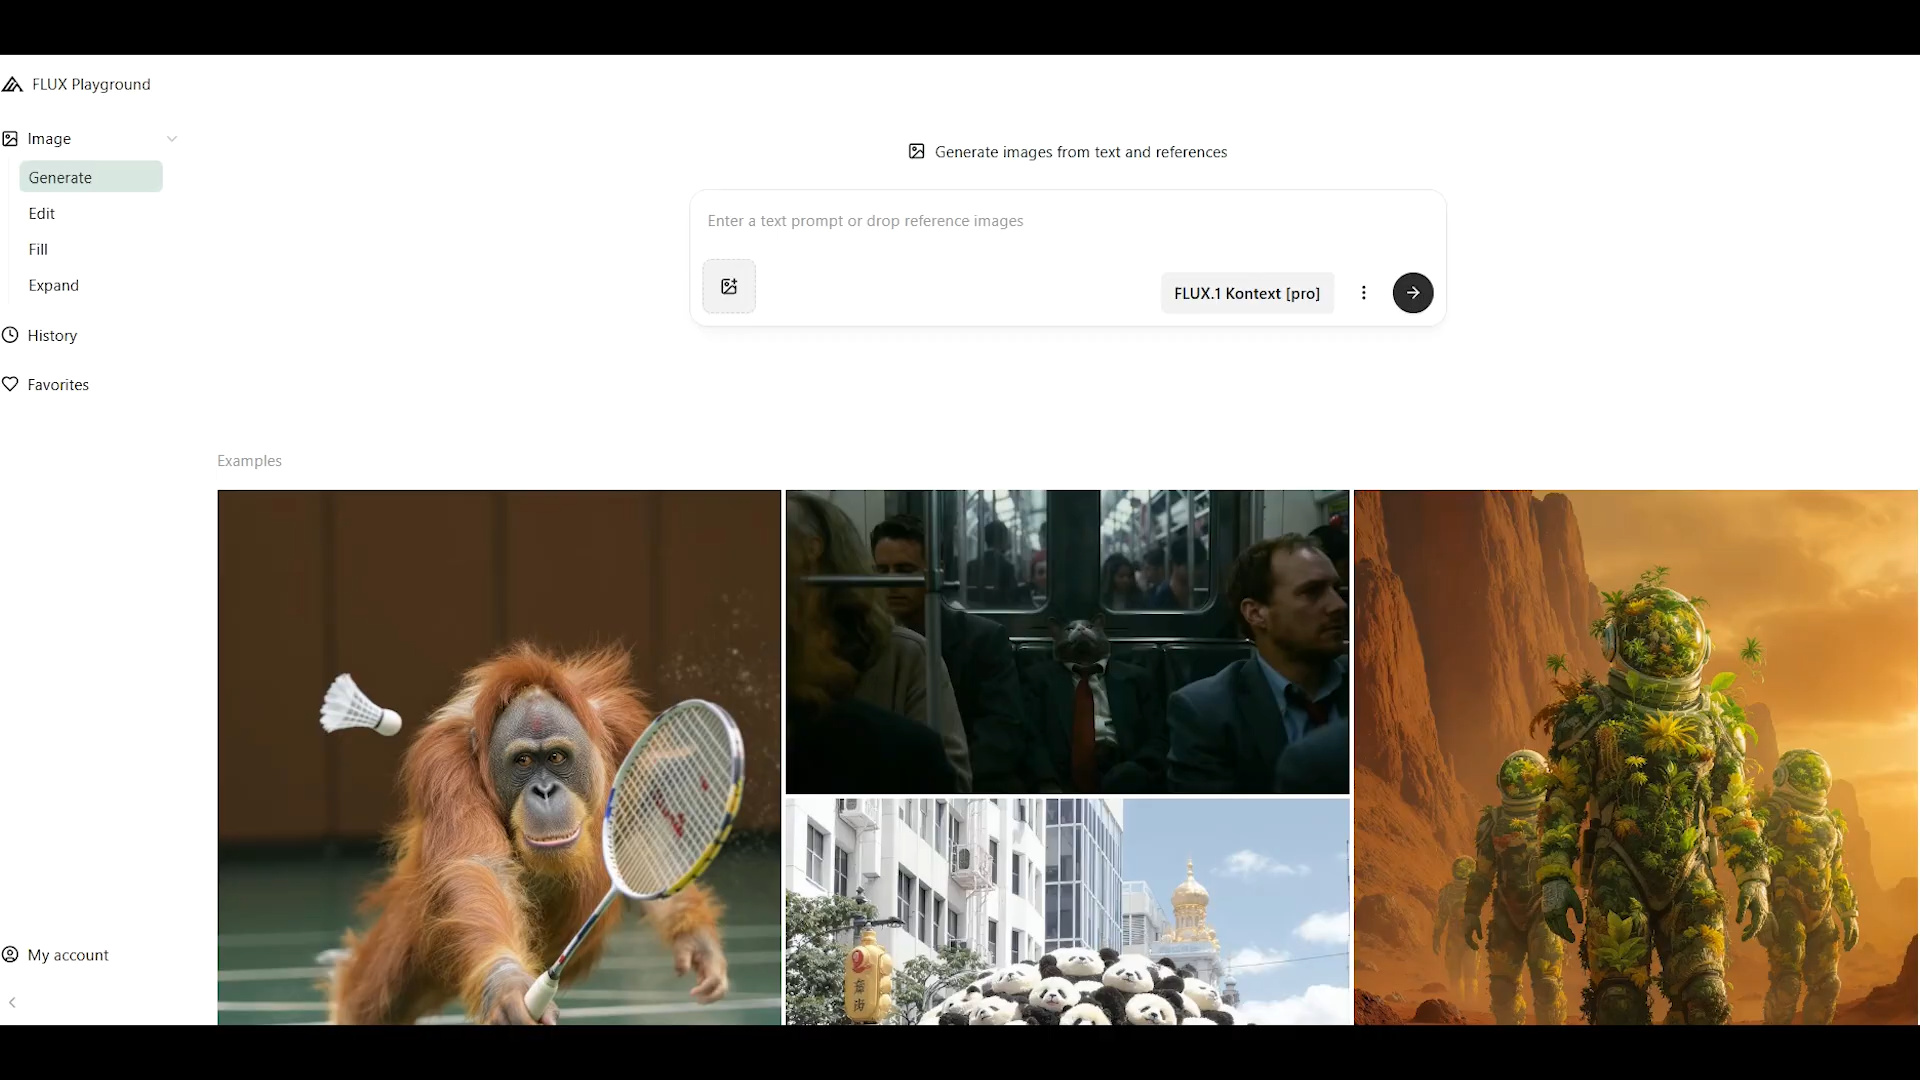 FLUX Playground
Image
Generate
Edit
Fill
Expand
History
Favorites
My account
Generate images from text and references
Enter a text prompt or drop reference images
FLUX.1 Kontext [pro]
Examples